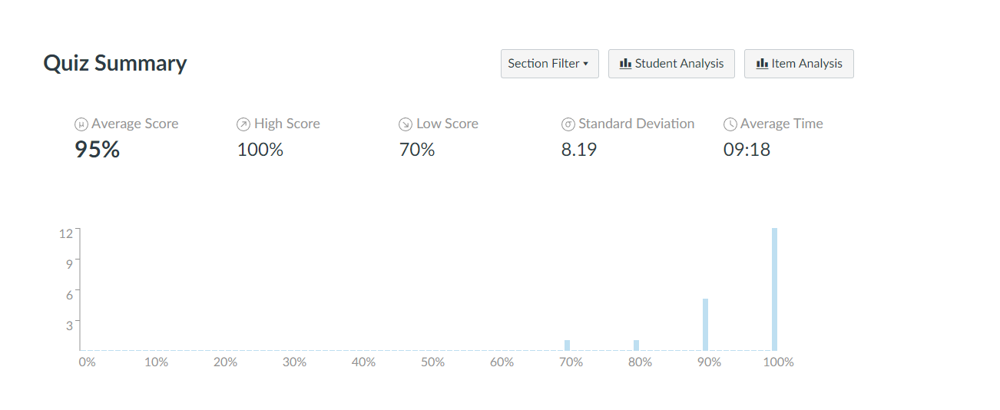 Quiz Summary
Section Filter ▾
Student Analysis
Item Analysis
μ Average Score
High Score
Low Score
σ Standard Deviation
Average Time
95%
100%
70%
8.19
09:18
12
9
6
3
0% 10% 20% 30% 40% 50% 60% 70% 80% 90% 100%